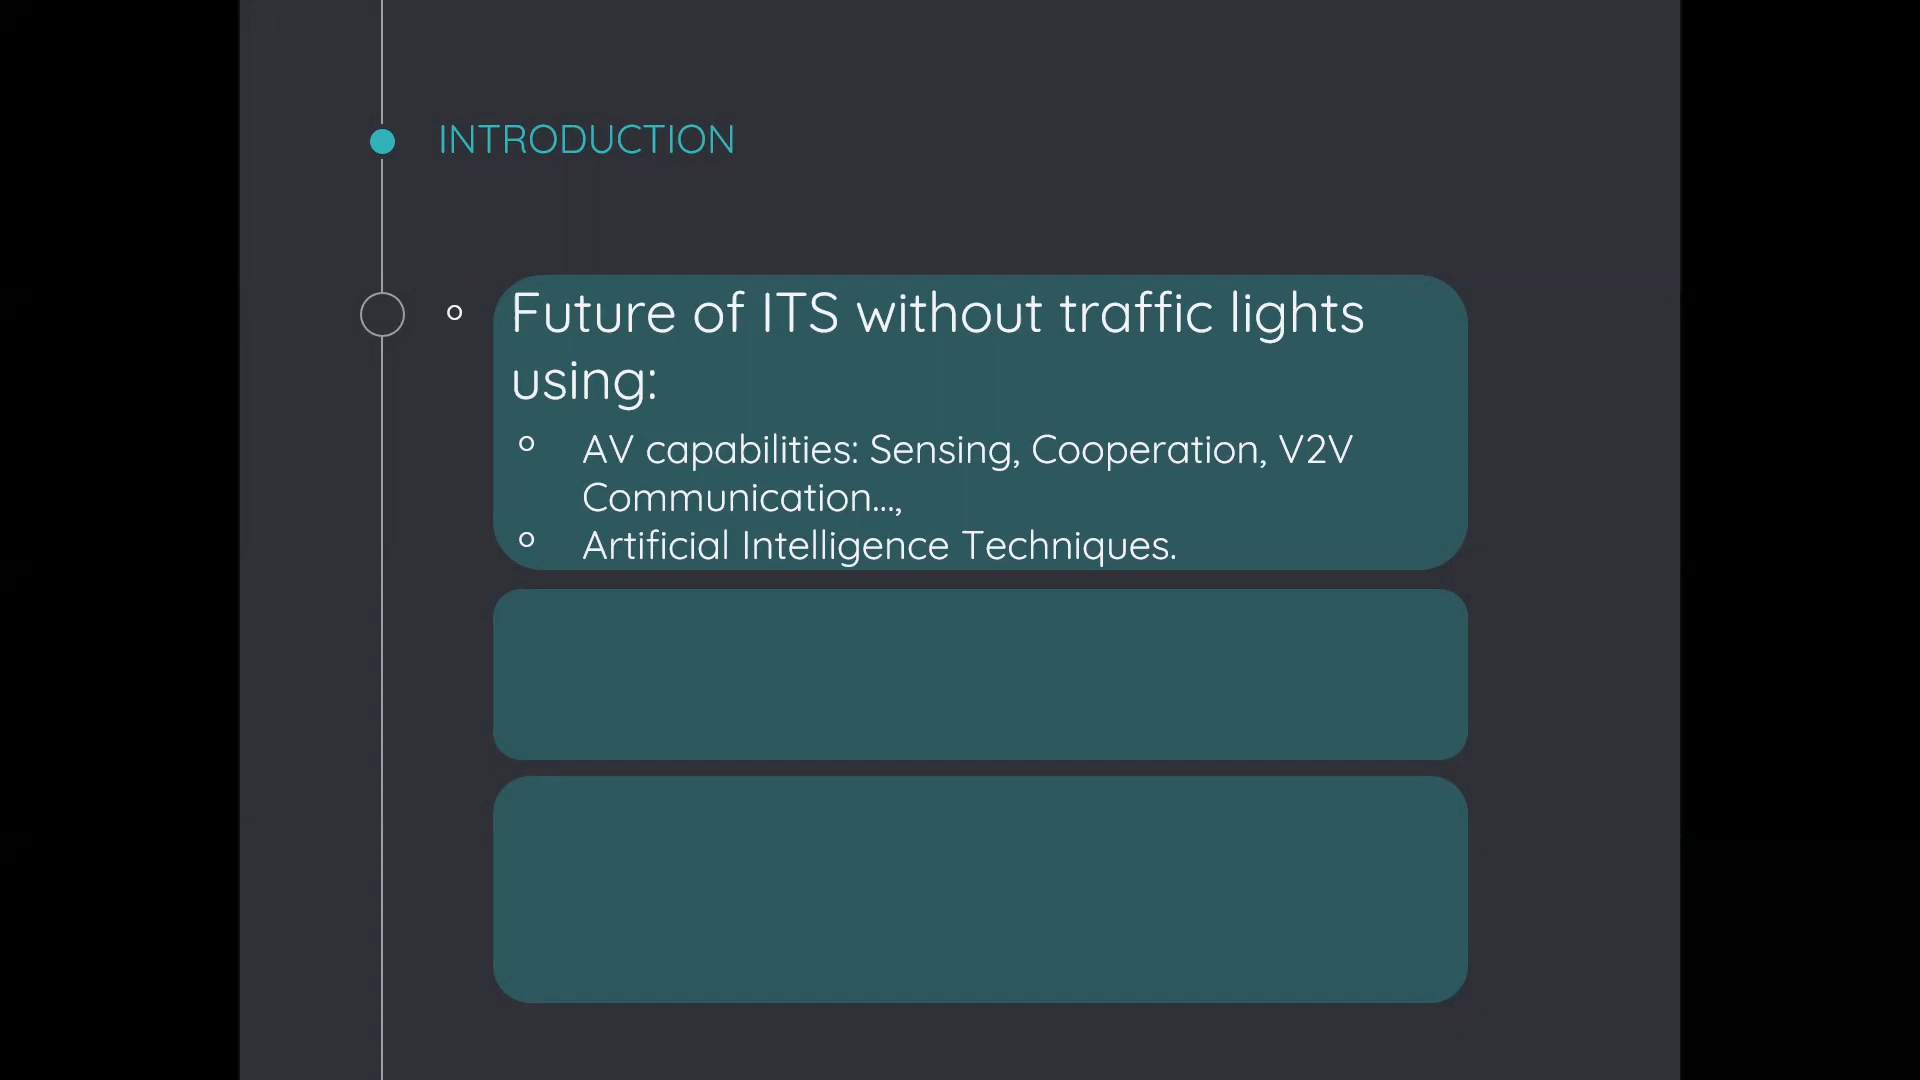 INTRODUCTION
Future of ITS without traffic lights
using:
AV capabilities: Sensing, Cooperation, V2V
Communication...,
Artificial Intelligence Techniques.